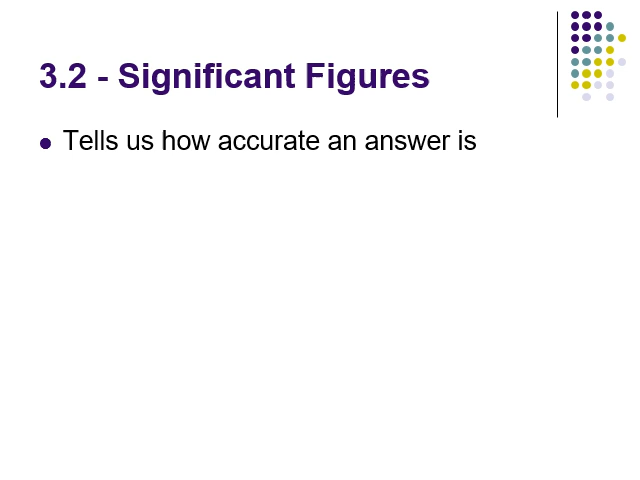 3.2 - Significant Figures
Tells us how accurate an answer is